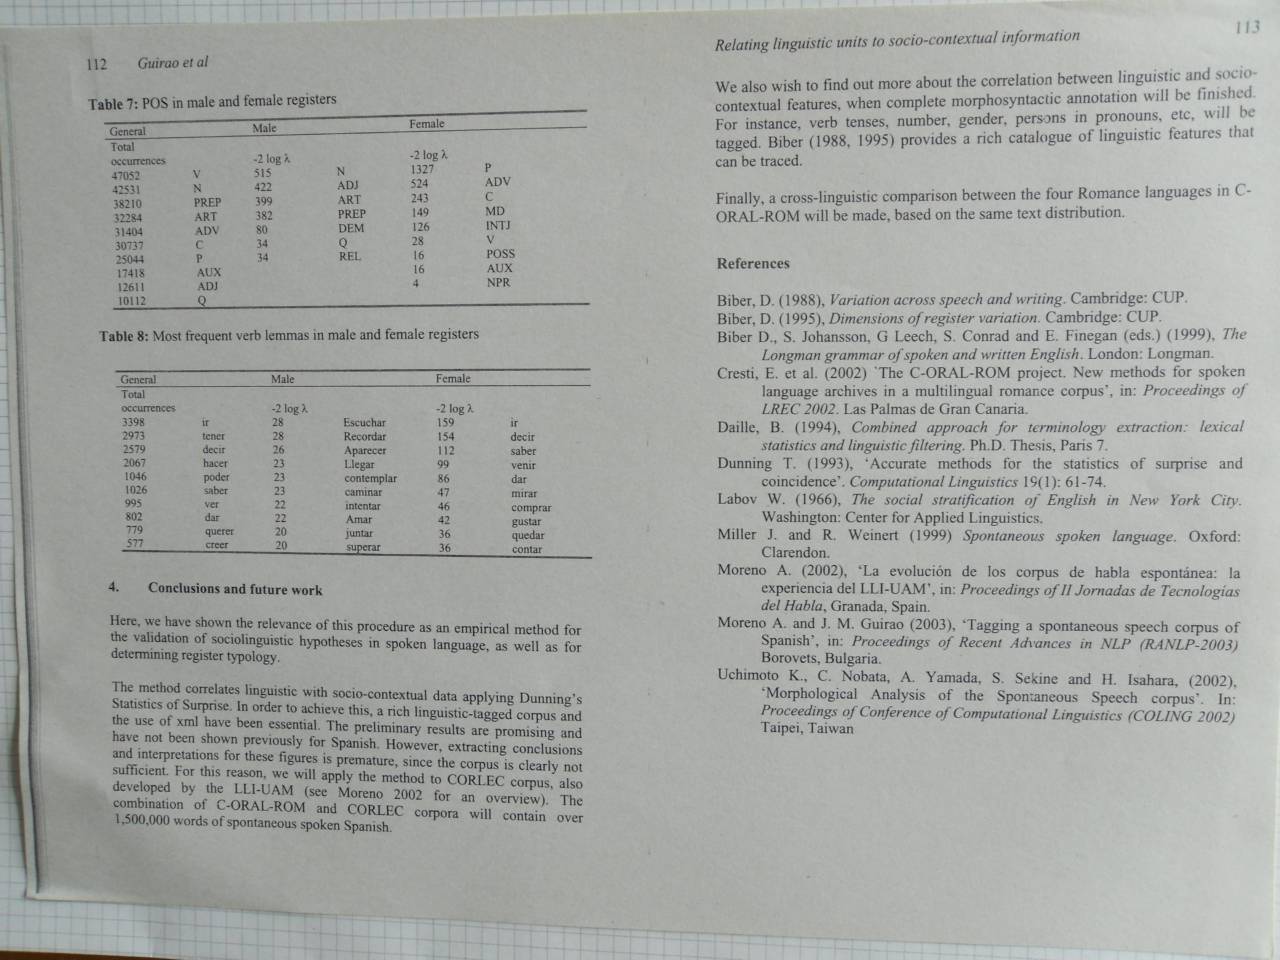 112 Guirao et al
Table 7: POS in male and female registers
General Male Female
Total
occurrences -2 log λ -2 log λ
47052 V 515 N 1327 P
42531 N 422 ADJ 524 ADV
38210 PREP 399 ART 243 C
32284 ART 382 PREP 149 MD
31404 ADV 80 DEM 126 INTJ
30737 C 34 Q 28 V
25044 P 34 REL 16 POSS
17418 AUX 16 AUX
12611 ADJ 4 NPR
10112 Q
Table 8: Most frequent verb lemmas in male and female registers
General Male Female
Total
occurrences -2 log λ -2 log λ
3398 ir 28 Escuchar 159 ir
2973 tener 28 Recordar 154 decir
2579 decir 26 Aparecer 112 saber
2067 hacer 23 Llegar 99 venir
1046 poder 23 contemplar 86 dar
1026 saber 23 caminar 47 mirar
995 ver 22 intentar 46 comprar
802 dar 22 Amar 42 gustar
779 querer 20 juntar 36 quedar
577 creer 20 superar 36 contar
4. Conclusions and future work
Here, we have shown the relevance of this procedure as an empirical method for
the validation of sociolinguistic hypotheses in spoken language, as well as for
determining register typology.
The method correlates linguistic with socio-contextual data applying Dunning's
Statistics of Surprise. In order to achieve this, a rich linguistic-tagged corpus and
the use of xml have been essential. The preliminary results are promising and
have not been shown previously for Spanish. However, extracting conclusions
and interpretations for these figures is premature, since the corpus is clearly not
sufficient. For this reason, we will apply the method to CORLEC corpus, also
developed by the LLI-UAM (see Moreno 2002 for an overview). The
combination of C-ORAL-ROM and CORLEC corpora will contain over
1,500,000 words of spontaneous spoken Spanish.
Relating linguistic units to socio-contextual information 113
We also wish to find out more about the correlation between linguistic and socio-
contextual features, when complete morphosyntactic annotation will be finished.
For instance, verb tenses, number, gender, persons in pronouns, etc, will be
tagged. Biber (1988, 1995) provides a rich catalogue of linguistic features that
can be traced.
Finally, a cross-linguistic comparison between the four Romance languages in C-
ORAL-ROM will be made, based on the same text distribution.
References
Biber, D. (1988), Variation across speech and writing. Cambridge: CUP.
Biber, D. (1995), Dimensions of register variation. Cambridge: CUP.
Biber D., S. Johansson, G Leech, S. Conrad and E. Finegan (eds.) (1999), The
Longman grammar of spoken and written English. London: Longman.
Cresti, E. et al. (2002) 'The C-ORAL-ROM project. New methods for spoken
language archives in a multilingual romance corpus', in: Proceedings of
LREC 2002. Las Palmas de Gran Canaria.
Daille, B. (1994), Combined approach for terminology extraction: lexical
statistics and linguistic filtering. Ph.D. Thesis, Paris 7.
Dunning T. (1993), 'Accurate methods for the statistics of surprise and
coincidence'. Computational Linguistics 19(1): 61-74.
Labov W. (1966), The social stratification of English in New York City.
Washington: Center for Applied Linguistics.
Miller J. and R. Weinert (1999) Spontaneous spoken language. Oxford:
Clarendon.
Moreno A. (2002), 'La evolución de los corpus de habla espontánea: la
experiencia del LLI-UAM', in: Proceedings of II Jornadas de Tecnologías
del Habla, Granada, Spain.
Moreno A. and J. M. Guirao (2003), 'Tagging a spontaneous speech corpus of
Spanish', in: Proceedings of Recent Advances in NLP (RANLP-2003)
Borovets, Bulgaria.
Uchimoto K., C. Nobata, A. Yamada, S. Sekine and H. Isahara, (2002),
'Morphological Analysis of the Spontaneous Speech corpus'. In:
Proceedings of Conference of Computational Linguistics (COLING 2002)
Taipei, Taiwan